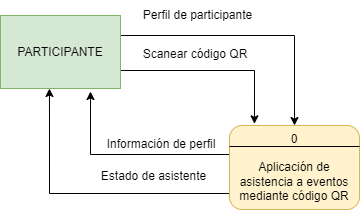 Perfil de participante
PARTICIPANTE
Scanear código QR
0
Información de perfil
Aplicación de
asistencia a eventos
mediante código QR
Estado de asistente